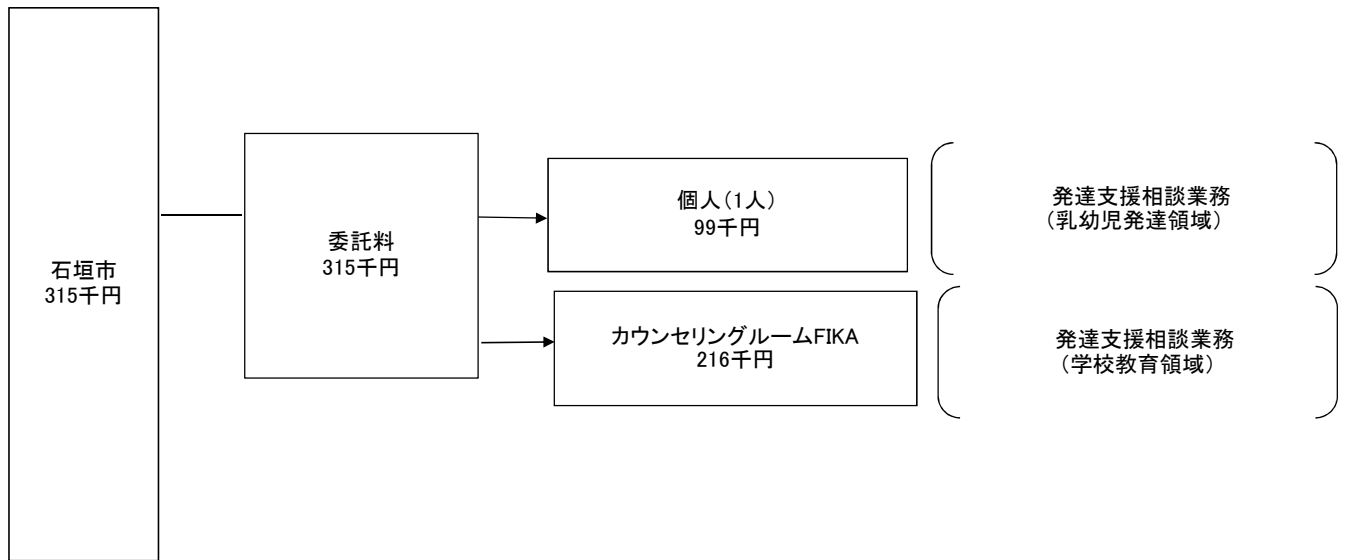 石垣市
315千円
委託料
315千円
個人(1人)
99千円
発達支援相談業務
(乳幼児発達領域)
カウンセリングルームFIKA
216千円
発達支援相談業務
(学校教育領域)